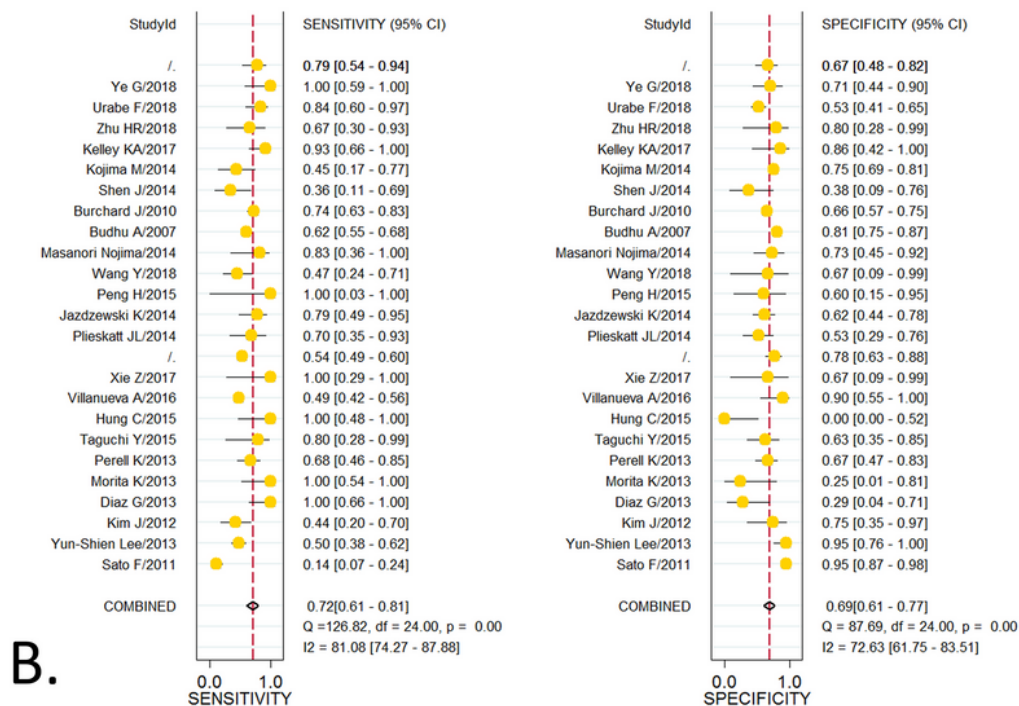 StudyId SENSITIVITY (95% CI) StudyId SPECIFICITY (95% CI)
/. 0.79 [0.54 - 0.94] /. 0.67 [0.48 - 0.82]
Ye G/2018 1.00 [0.59 - 1.00] Ye G/2018 0.71 [0.44 - 0.90]
Urabe F/2018 0.84 [0.60 - 0.97] Urabe F/2018 0.53 [0.41 - 0.65]
Zhu HR/2018 0.67 [0.30 - 0.93] Zhu HR/2018 0.80 [0.28 - 0.99]
Kelley KA/2017 0.93 [0.66 - 1.00] Kelley KA/2017 0.86 [0.42 - 1.00]
Kojima M/2014 0.45 [0.17 - 0.77] Kojima M/2014 0.75 [0.69 - 0.81]
Shen J/2014 0.36 [0.11 - 0.69] Shen J/2014 0.38 [0.09 - 0.76]
Burchard J/2010 0.74 [0.63 - 0.83] Burchard J/2010 0.66 [0.57 - 0.75]
Budhu A/2007 0.62 [0.55 - 0.68] Budhu A/2007 0.81 [0.75 - 0.87]
Masanori Nojima/2014 0.83 [0.36 - 1.00] Masanori Nojima/2014 0.73 [0.45 - 0.92]
Wang Y/2018 0.47 [0.24 - 0.71] Wang Y/2018 0.67 [0.09 - 0.99]
Peng H/2015 1.00 [0.03 - 1.00] Peng H/2015 0.60 [0.15 - 0.95]
Jazdzewski K/2014 0.79 [0.49 - 0.95] Jazdzewski K/2014 0.62 [0.44 - 0.78]
Plieskatt JL/2014 0.70 [0.35 - 0.93] Plieskatt JL/2014 0.53 [0.29 - 0.76]
/. 0.54 [0.49 - 0.60] /. 0.78 [0.63 - 0.88]
Xie Z/2017 1.00 [0.29 - 1.00] Xie Z/2017 0.67 [0.09 - 0.99]
Villanueva A/2016 0.49 [0.42 - 0.56] Villanueva A/2016 0.90 [0.55 - 1.00]
Hung C/2015 1.00 [0.48 - 1.00] Hung C/2015 0.00 [0.00 - 0.52]
Taguchi Y/2015 0.80 [0.28 - 0.99] Taguchi Y/2015 0.63 [0.35 - 0.85]
Perell K/2013 0.68 [0.46 - 0.85] Perell K/2013 0.67 [0.47 - 0.83]
Morita K/2013 1.00 [0.54 - 1.00] Morita K/2013 0.25 [0.01 - 0.81]
Diaz G/2013 1.00 [0.66 - 1.00] Diaz G/2013 0.29 [0.04 - 0.71]
Kim J/2012 0.44 [0.20 - 0.70] Kim J/2012 0.75 [0.35 - 0.97]
Yun-Shien Lee/2013 0.50 [0.38 - 0.62] Yun-Shien Lee/2013 0.95 [0.76 - 1.00]
Sato F/2011 0.14 [0.07 - 0.24] Sato F/2011 0.95 [0.87 - 0.98]
COMBINED 0.72[0.61 - 0.81] COMBINED 0.69[0.61 - 0.77]
Q =126.82, df = 24.00, p = 0.00 Q = 87.69, df = 24.00, p = 0.00
I2 = 81.08 [74.27 - 87.88] I2 = 72.63 [61.75 - 83.51]
B.
0.0 1.0 0.0 1.0
SENSITIVITY SPECIFICITY